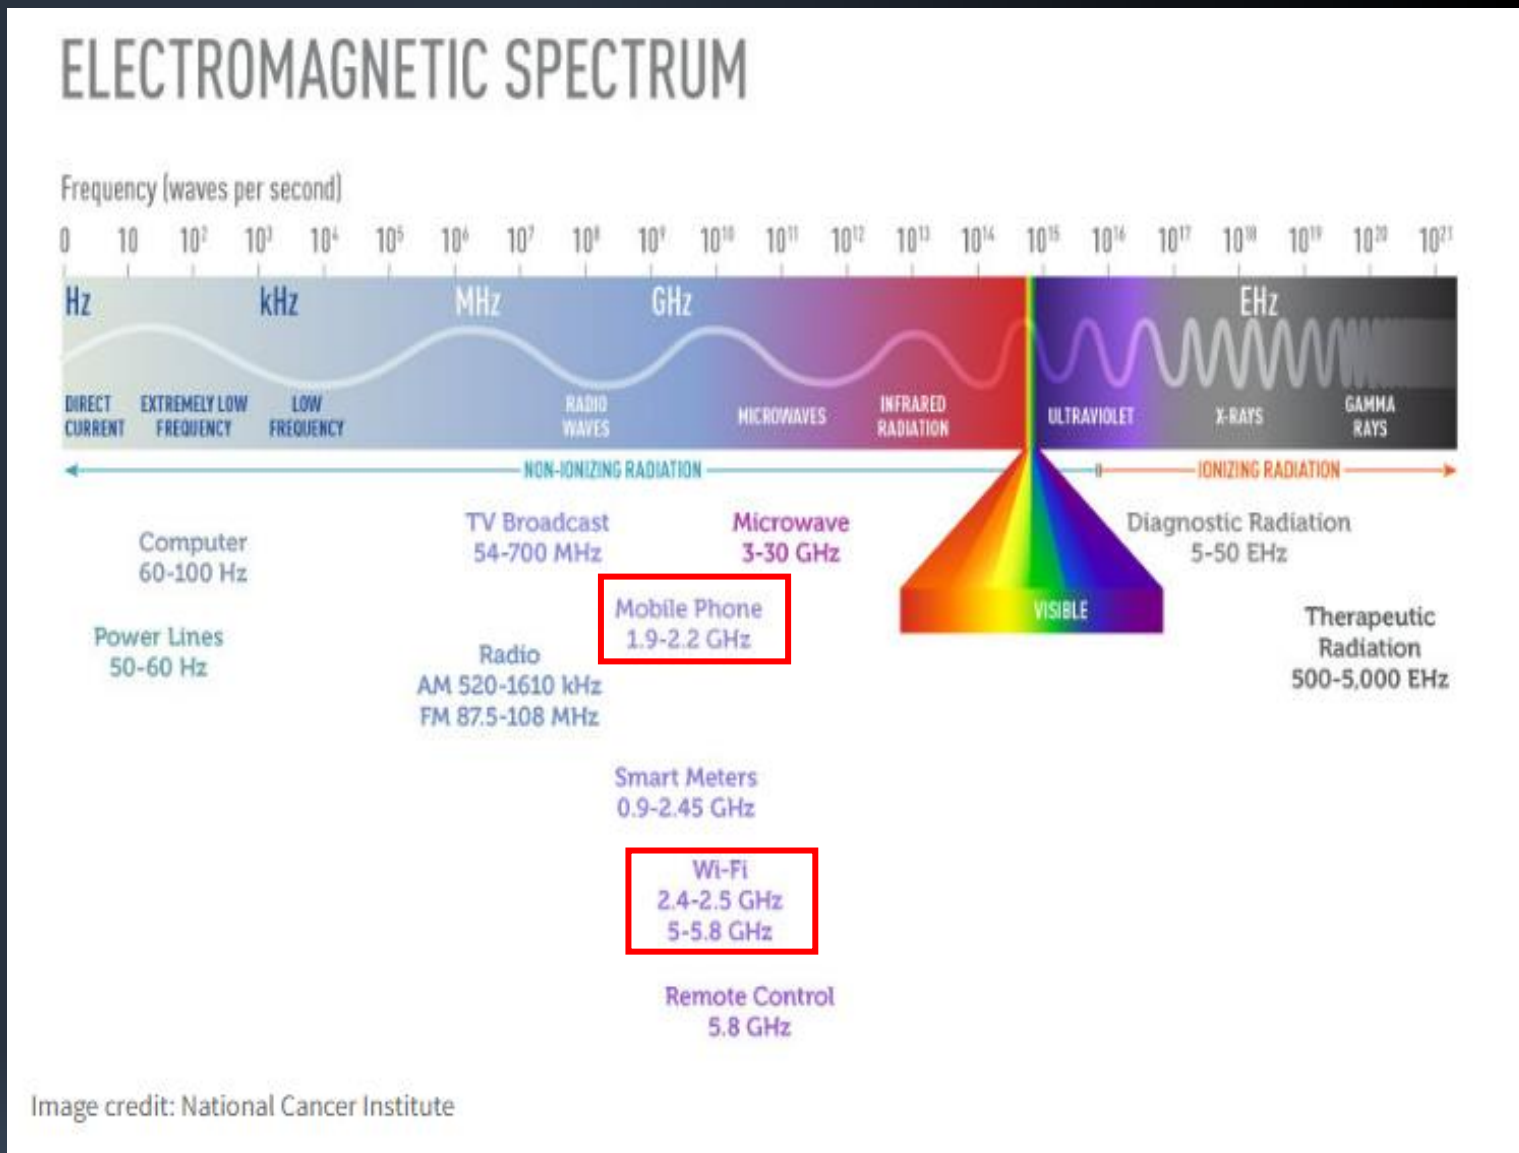 ELECTROMAGNETIC SPECTRUM
Frequency (waves per second)
0 10 10² 10³ 10⁴ 10⁵ 10⁶ 10⁷ 10⁸ 10⁹ 10¹⁰ 10¹¹ 10¹² 10¹³ 10¹⁴ 10¹⁵ 10¹⁶ 10¹⁷ 10¹⁸ 10¹⁹ 10²⁰ 10²¹
Hz kHz MHz GHz EHz
DIRECT
CURRENT
EXTREMELY LOW
FREQUENCY
LOW
FREQUENCY
RADIO
WAVES
MICROWAVES
INFRARED
RADIATION
ULTRAVIOLET
X-RAYS
GAMMA
RAYS
NON-IONIZING RADIATION
IONIZING RADIATION
Computer
60-100 Hz
Power Lines
50-60 Hz
TV Broadcast
54-700 MHz
Microwave
3-30 GHz
Mobile Phone
1.9-2.2 GHz
Radio
AM 520-1610 kHz
FM 87.5-108 MHz
VISIBLE
Diagnostic Radiation
5-50 EHz
Therapeutic
Radiation
500-5,000 EHz
Smart Meters
0.9-2.45 GHz
Wi-Fi
2.4-2.5 GHz
5-5.8 GHz
Remote Control
5.8 GHz
Image credit: National Cancer Institute